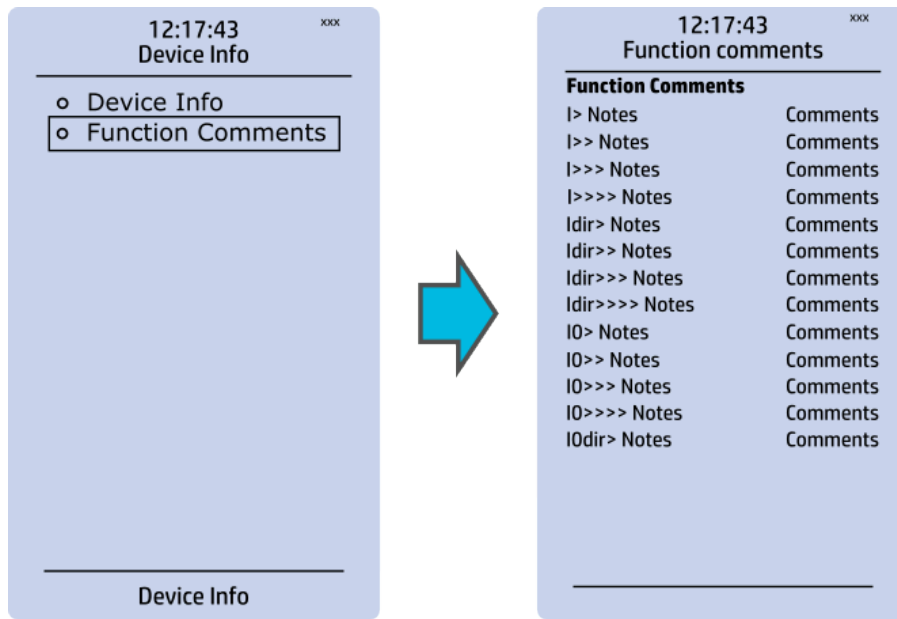 12:17:43 xxx
Device Info
Device Info
Function Comments
Device Info
12:17:43 xxx
Function comments
Function Comments
I> Notes Comments
I>> Notes Comments
I>>> Notes Comments
I>>>> Notes Comments
Idir> Notes Comments
Idir>> Notes Comments
Idir>>> Notes Comments
Idir>>>> Notes Comments
I0> Notes Comments
I0>> Notes Comments
I0>>> Notes Comments
I0>>>> Notes Comments
I0dir> Notes Comments